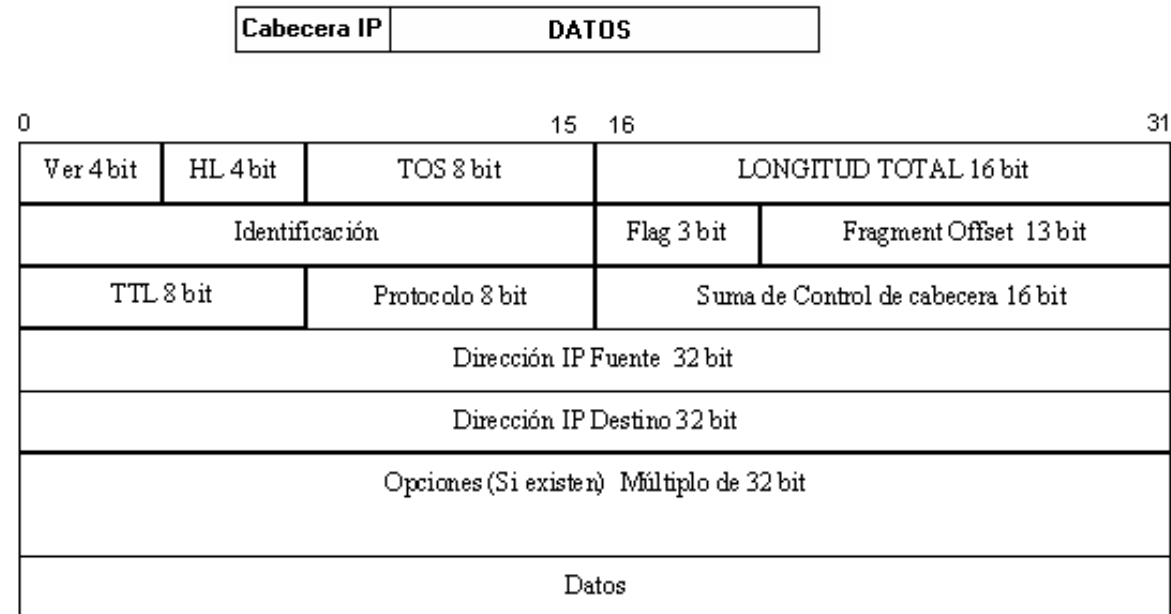 Cabecera IP DATOS
0 15 16 31
Ver 4 bit HL 4 bit TOS 8 bit LONGITUD TOTAL 16 bit
Identificación Flag 3 bit Fragment Offset 13 bit
TTL 8 bit Protocolo 8 bit Suma de Control de cabecera 16 bit
Dirección IP Fuente 32 bit
Dirección IP Destino 32 bit
Opciones (Si existen) Múltiplo de 32 bit
Datos